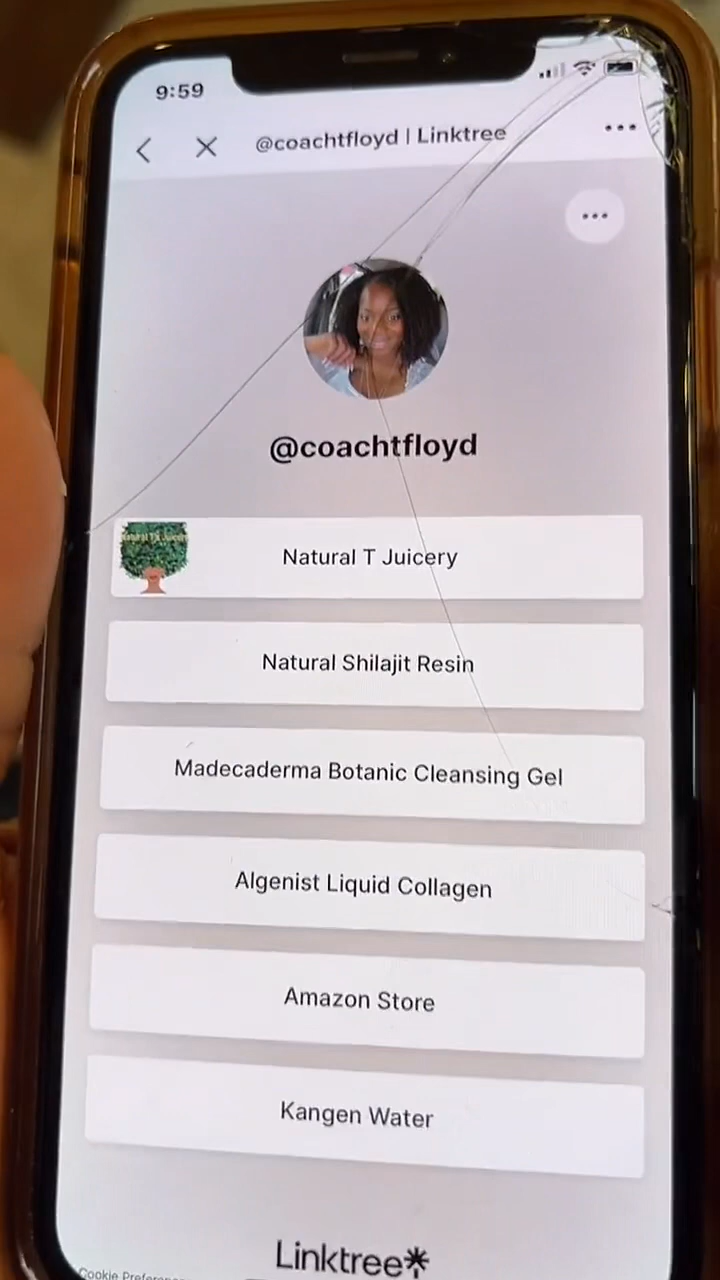 9:59
@coachtfloyd | Linktree
@coachtfloyd
Natural T Juicery
Natural Shilajit Resin
Madecaderma Botanic Cleansing Gel
Algenist Liquid Collagen
Amazon Store
Kangen Water
Linktree
Cookie